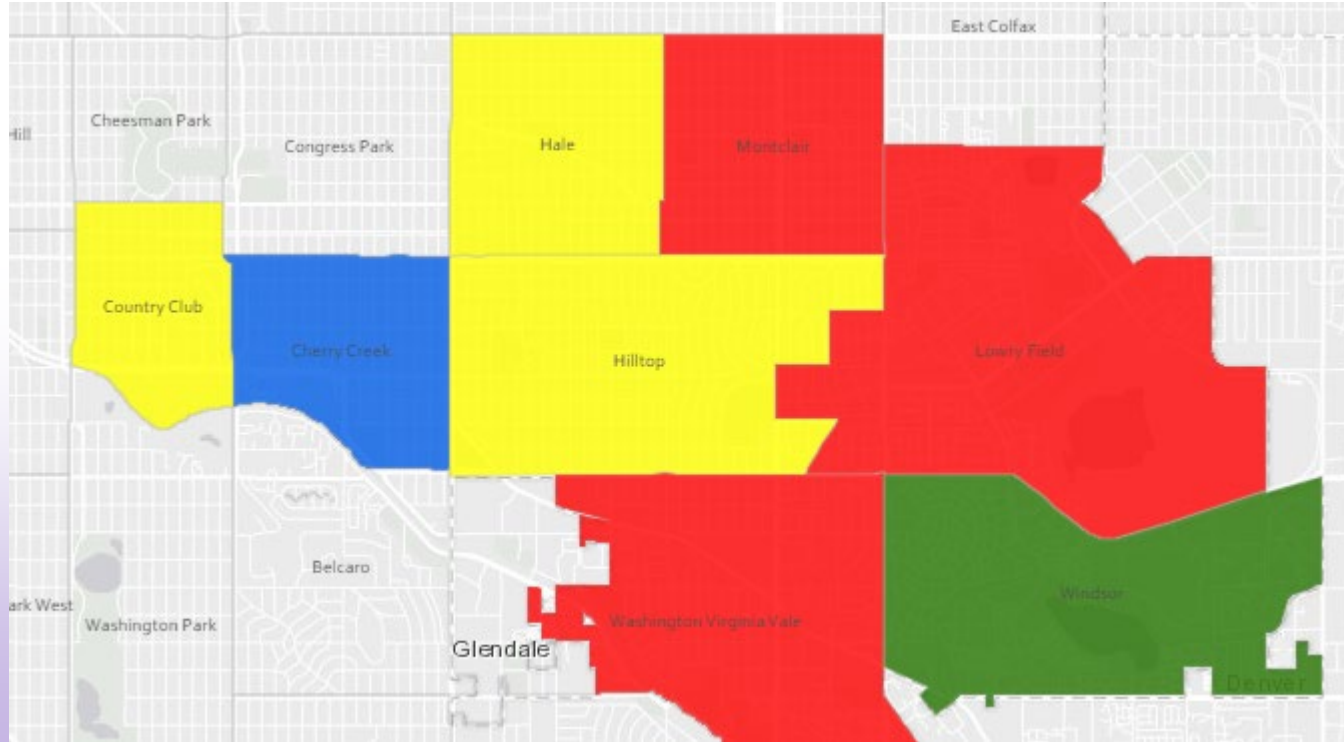 East Colfax
Cheesman Park
Hill
Congress Park
Hale
Montclair
Country Club
Cherry Creek
Hilltop
Lowry Field
Belcaro
Windsor
ark West
Washington Park
Washington Virginia Vale
Glendale
Denver